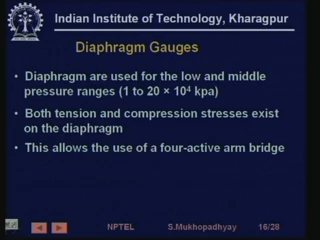 Indian Institute of Technology, Kharagpur
Diaphragm Gauges
• Diaphragm are used for the low and middle
pressure ranges (1 to 20 × 10⁴ kpa)
• Both tension and compression stresses exist
on the diaphragm
• This allows the use of a four-active arm bridge
NPTEL S.Mukhopadhyay 16/28